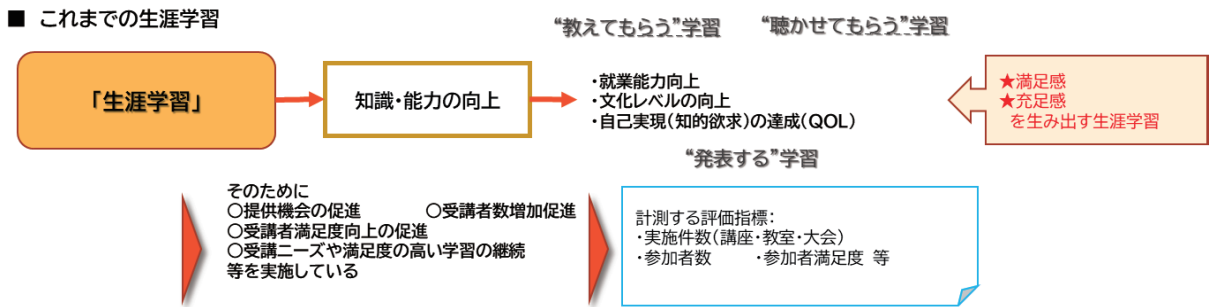 ■ これまでの生涯学習
“教えてもらう”学習　“聴かせてもらう”学習
「生涯学習」
知識・能力の向上
・就業能力向上
・文化レベルの向上
・自己実現（知的欲求）の達成（QOL）
★満足感
★充足感
を生み出す生涯学習
“発表する”学習
そのために
○提供機会の促進　○受講者数増加促進
○受講者満足度向上の促進
○受講ニーズや満足度の高い学習の継続
等を実施している
計測する評価指標：
・実施件数（講座・教室・大会）
・参加者数　・参加者満足度 等